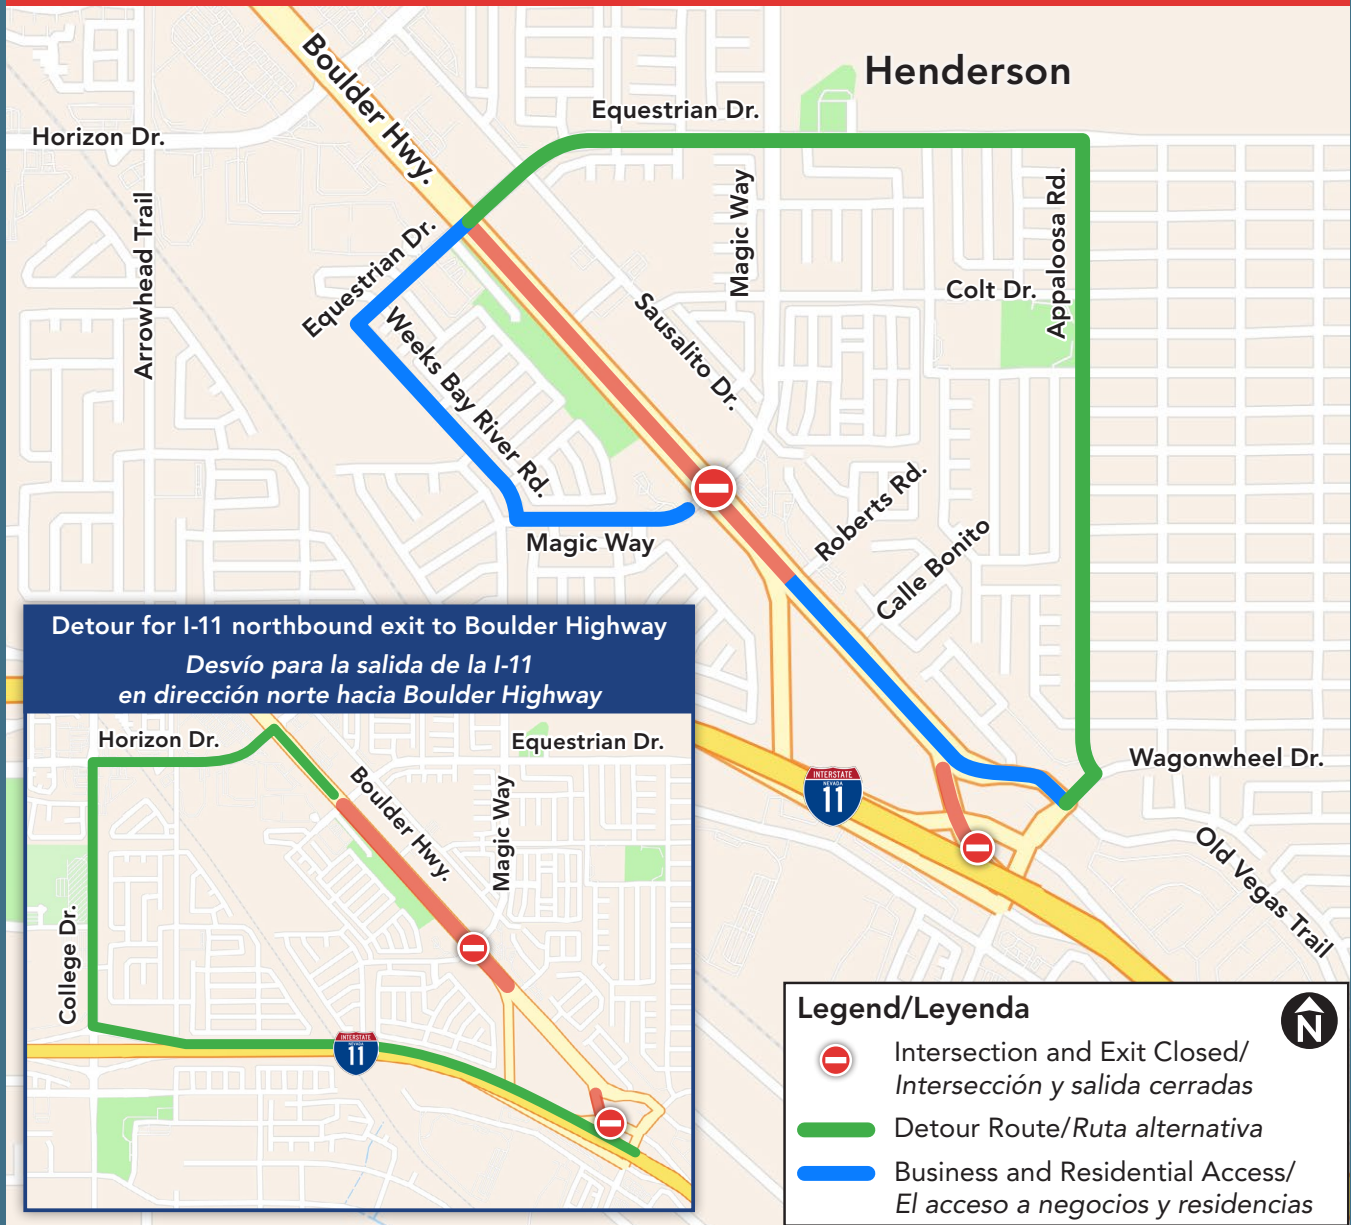 Henderson
Boulder Hwy.
Equestrian Dr.
Horizon Dr.
Arrowhead Trail
Magic Way
Appaloosa Rd.
Equestrian Dr.
Colt Dr.
Sausalito Dr.
Weeks Bay River Rd.
Roberts Rd.
Magic Way
Calle Bonito
Wagonwheel Dr.
INTERSTATE
NEVADA
11
Old Vegas Trail
Detour for I-11 northbound exit to Boulder Highway
Desvío para la salida de la I-11
en dirección norte hacia Boulder Highway
Horizon Dr.
Equestrian Dr.
Boulder Hwy.
Magic Way
College Dr.
INTERSTATE
NEVADA
11
Legend/Leyenda
N
Intersection and Exit Closed/
Intersección y salida cerradas
Detour Route/Ruta alternativa
Business and Residential Access/
El acceso a negocios y residencias